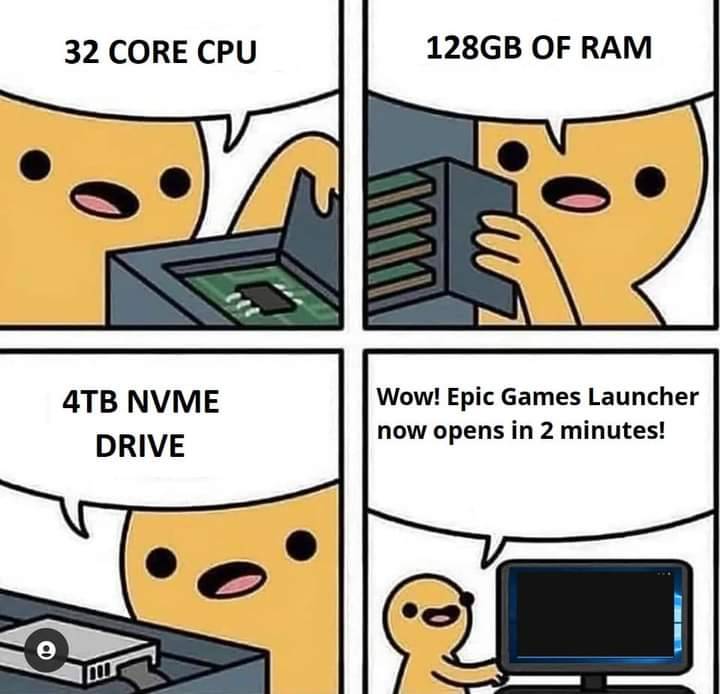 32 CORE CPU
128GB OF RAM
4TB NVME
DRIVE
Wow! Epic Games Launcher
now opens in 2 minutes!